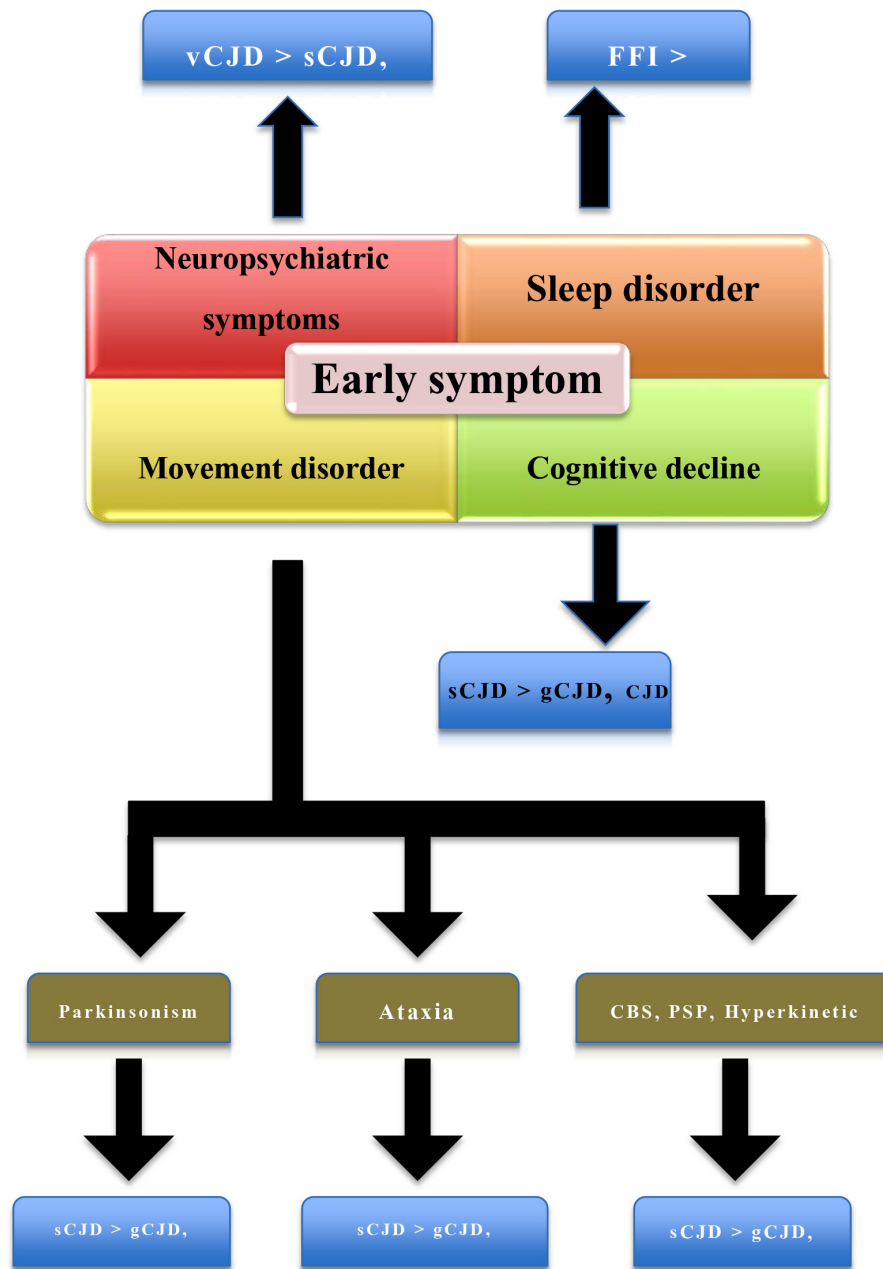 vCJD > sCJD,
FFI >
Neuropsychiatric
symptoms
Sleep disorder
Early symptom
Movement disorder
Cognitive decline
sCJD > gCJD, CJD
Parkinsonism
Ataxia
CBS, PSP, Hyperkinetic
sCJD > gCJD,
sCJD > gCJD,
sCJD > gCJD,